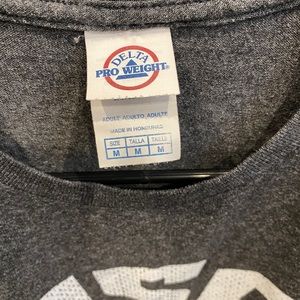 DELTA
PRO WEIGHT®
ADULT ADULTO ADULTE
MADE IN HONDURAS
SIZE TALLA TAILLE
M M M